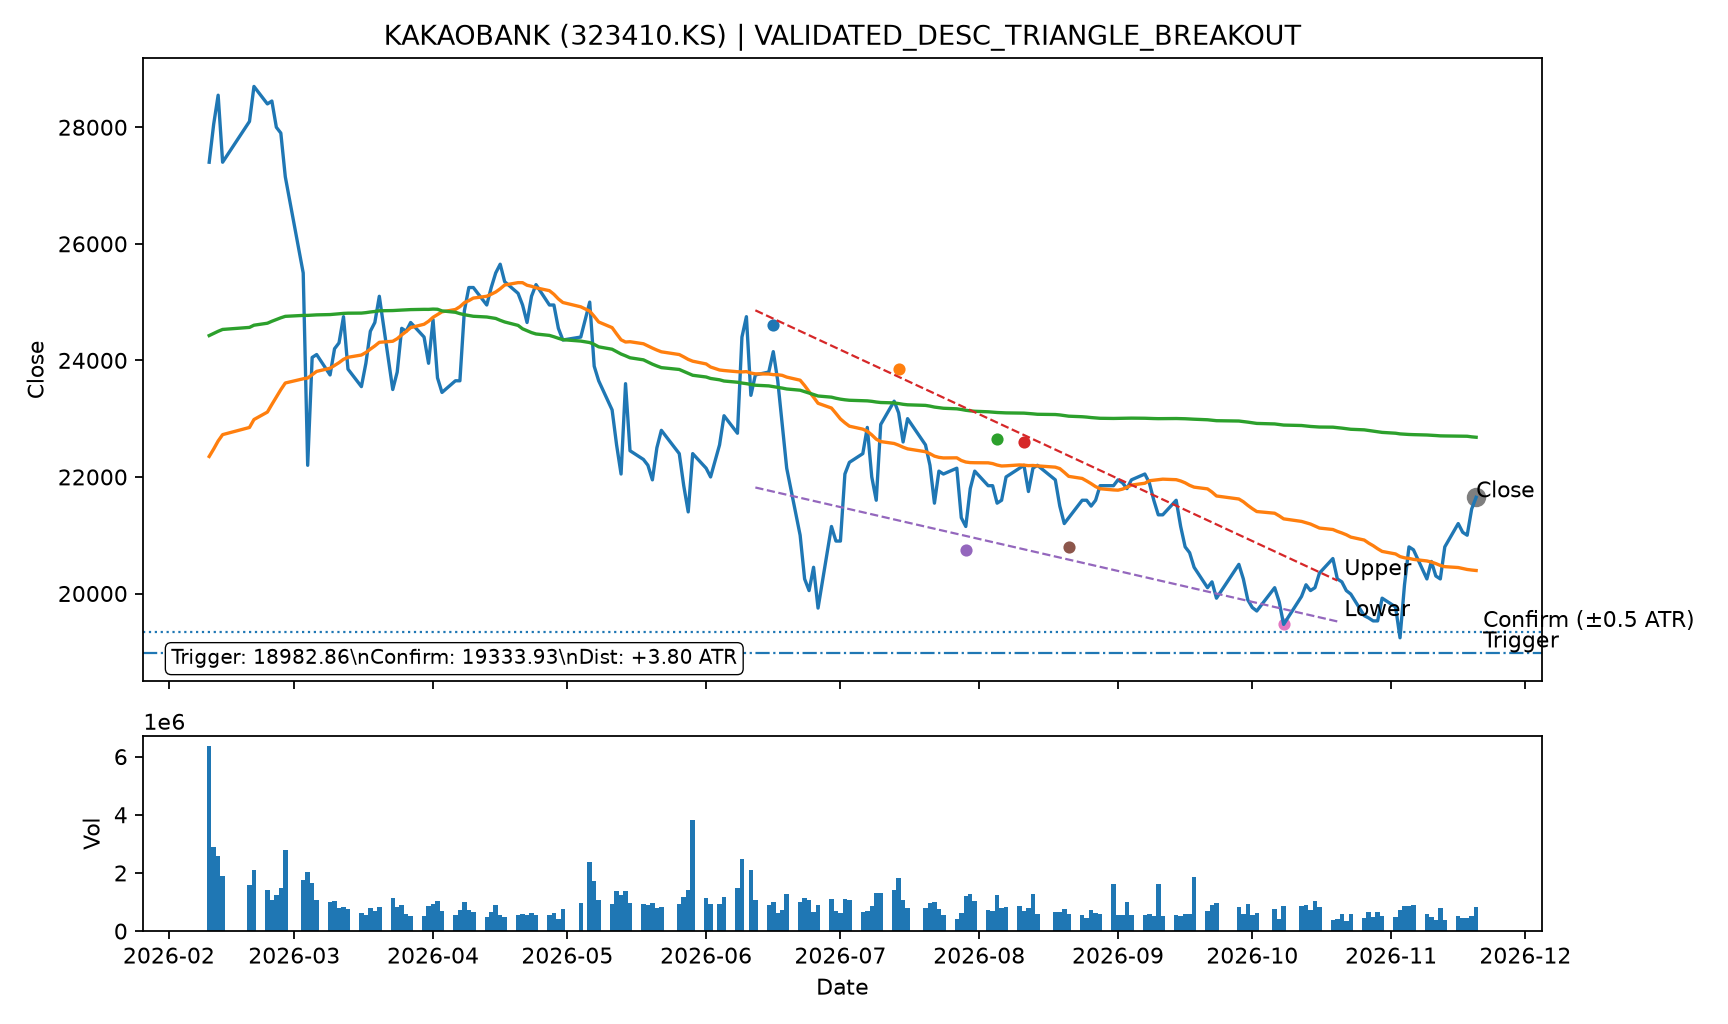 KAKAOBANK (323410.KS) | VALIDATED_DESC_TRIANGLE_BREAKOUT
Close
28000
26000
24000
22000
20000
Close
Upper
Lower
Confirm (±0.5 ATR)
Trigger
Trigger: 18982.86\nConfirm: 19333.93\nDist: +3.80 ATR
1e6
Vol
6
4
2
0
2026-02 2026-03 2026-04 2026-05 2026-06 2026-07 2026-08 2026-09 2026-10 2026-11 2026-12
Date